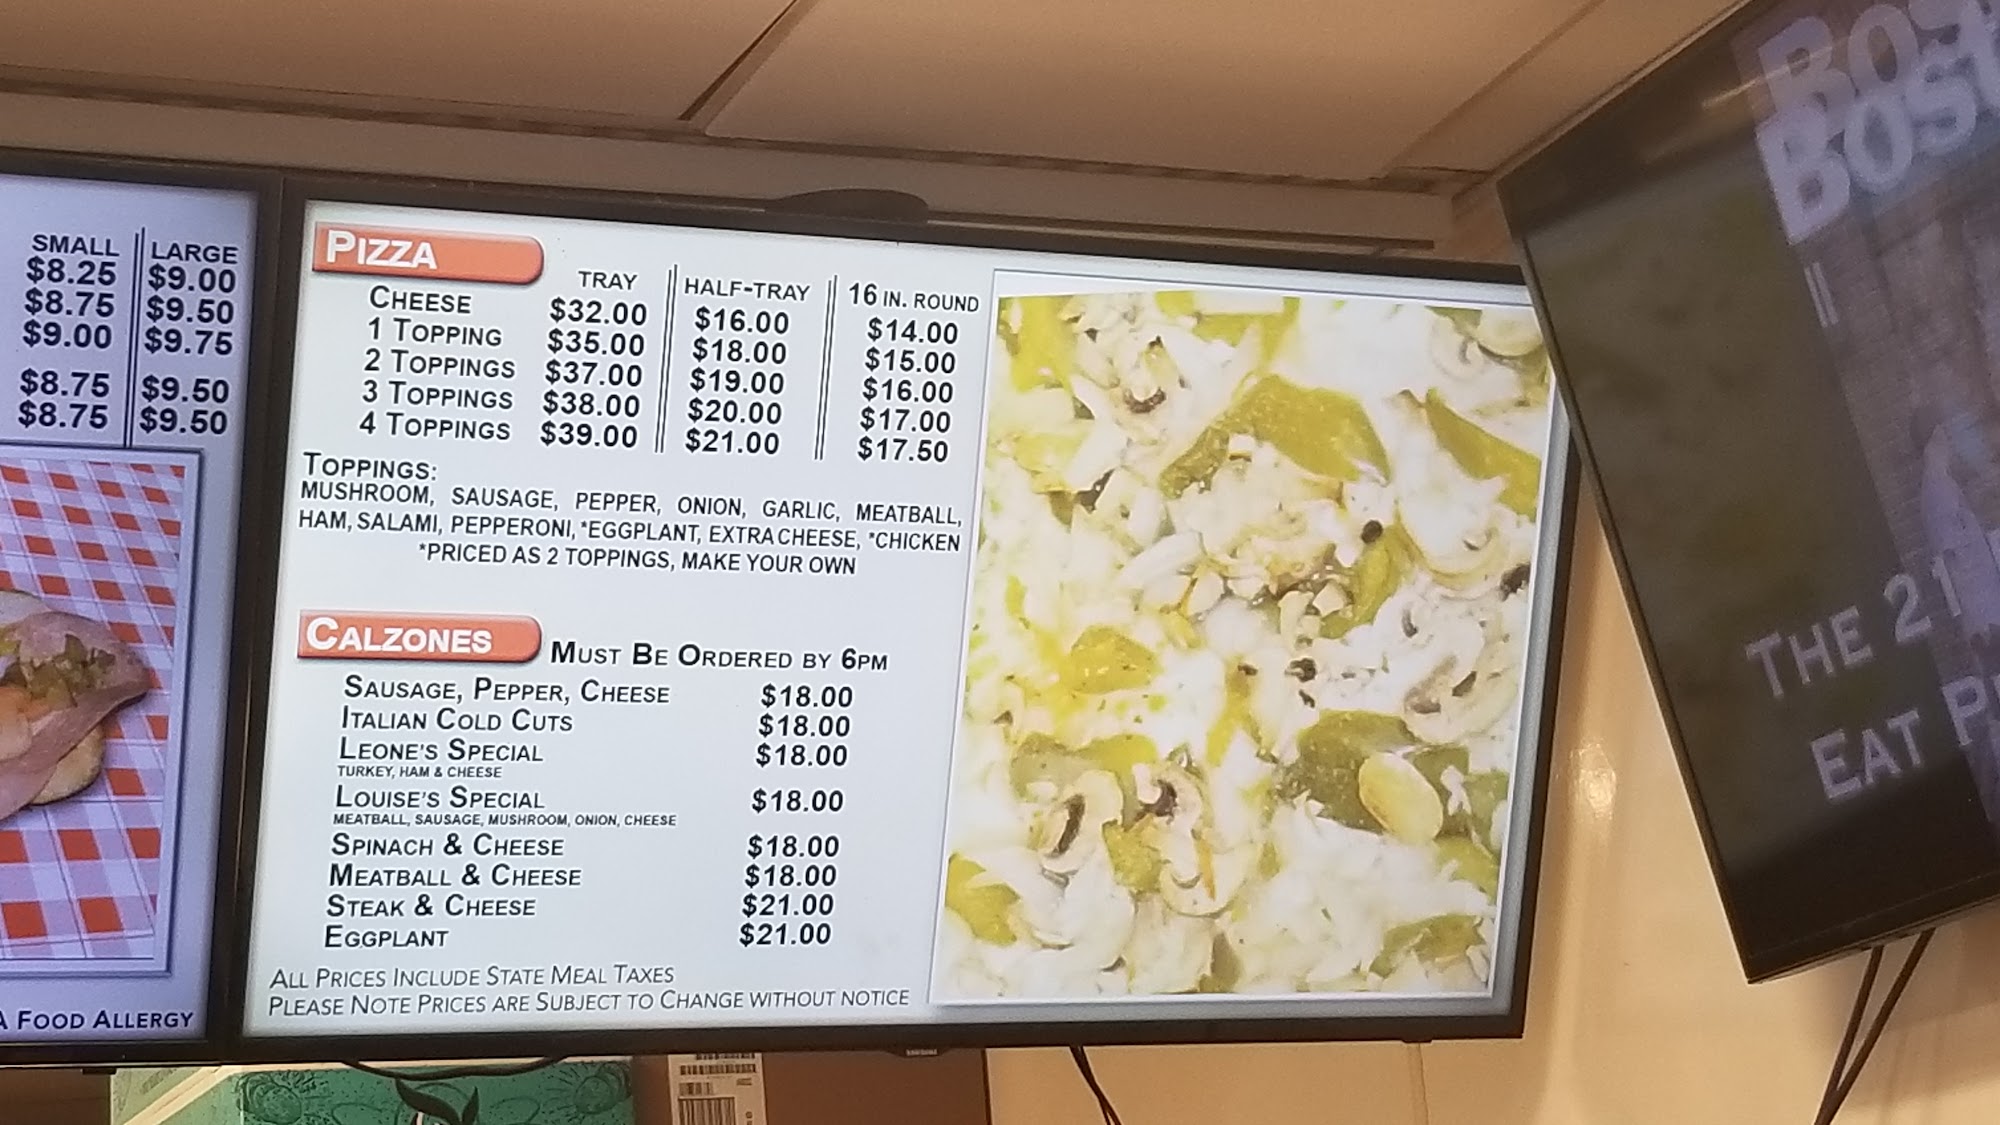 SMALL LARGE
$8.25 $9.00
$8.75 $9.50
$9.00 $9.75
$8.75 $9.50
$8.75 $9.50
A FOOD ALLERGY
PIZZA
TRAY HALF-TRAY 16 IN. ROUND
CHEESE $32.00 $16.00 $14.00
1 TOPPING $35.00 $18.00 $15.00
2 TOPPINGS $37.00 $19.00 $16.00
3 TOPPINGS $38.00 $20.00 $17.00
4 TOPPINGS $39.00 $21.00 $17.50
TOPPINGS:
MUSHROOM, SAUSAGE, PEPPER, ONION, GARLIC, MEATBALL,
HAM, SALAMI, PEPPERONI, *EGGPLANT, EXTRA CHEESE, *CHICKEN
*PRICED AS 2 TOPPINGS, MAKE YOUR OWN
CALZONES MUST BE ORDERED BY 6PM
SAUSAGE, PEPPER, CHEESE $18.00
ITALIAN COLD CUTS $18.00
LEONE'S SPECIAL $18.00
TURKEY, HAM & CHEESE
LOUISE'S SPECIAL $18.00
MEATBALL, SAUSAGE, MUSHROOM, ONION, CHEESE
SPINACH & CHEESE $18.00
MEATBALL & CHEESE $18.00
STEAK & CHEESE $21.00
EGGPLANT $21.00
ALL PRICES INCLUDE STATE MEAL TAXES
PLEASE NOTE PRICES ARE SUBJECT TO CHANGE WITHOUT NOTICE
SAMSUNG
THE 21
EAT